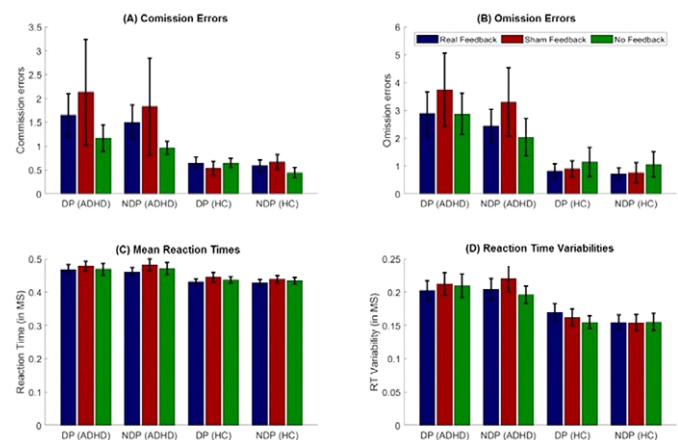 (A) Comission Errors
Commission errors
3.5
3
2.5
2
1.5
1
0.5
0
DP (ADHD) NDP (ADHD) DP (HC) NDP (HC)
(B) Omission Errors
Real Feedback Sham Feedback No Feedback
Omission errors
6
5
4
3
2
1
0
DP (ADHD) NDP (ADHD) DP (HC) NDP (HC)
(C) Mean Reaction Times
Reaction Time (in MS)
0.5
0.4
0.3
0.2
0.1
0
DP (ADHD) NDP (ADHD) DP (HC) NDP (HC)
(D) Reaction Time Variabilities
RT Variability (in MS)
0.25
0.2
0.15
0.1
0.05
0
DP (ADHD) NDP (ADHD) DP (HC) NDP (HC)